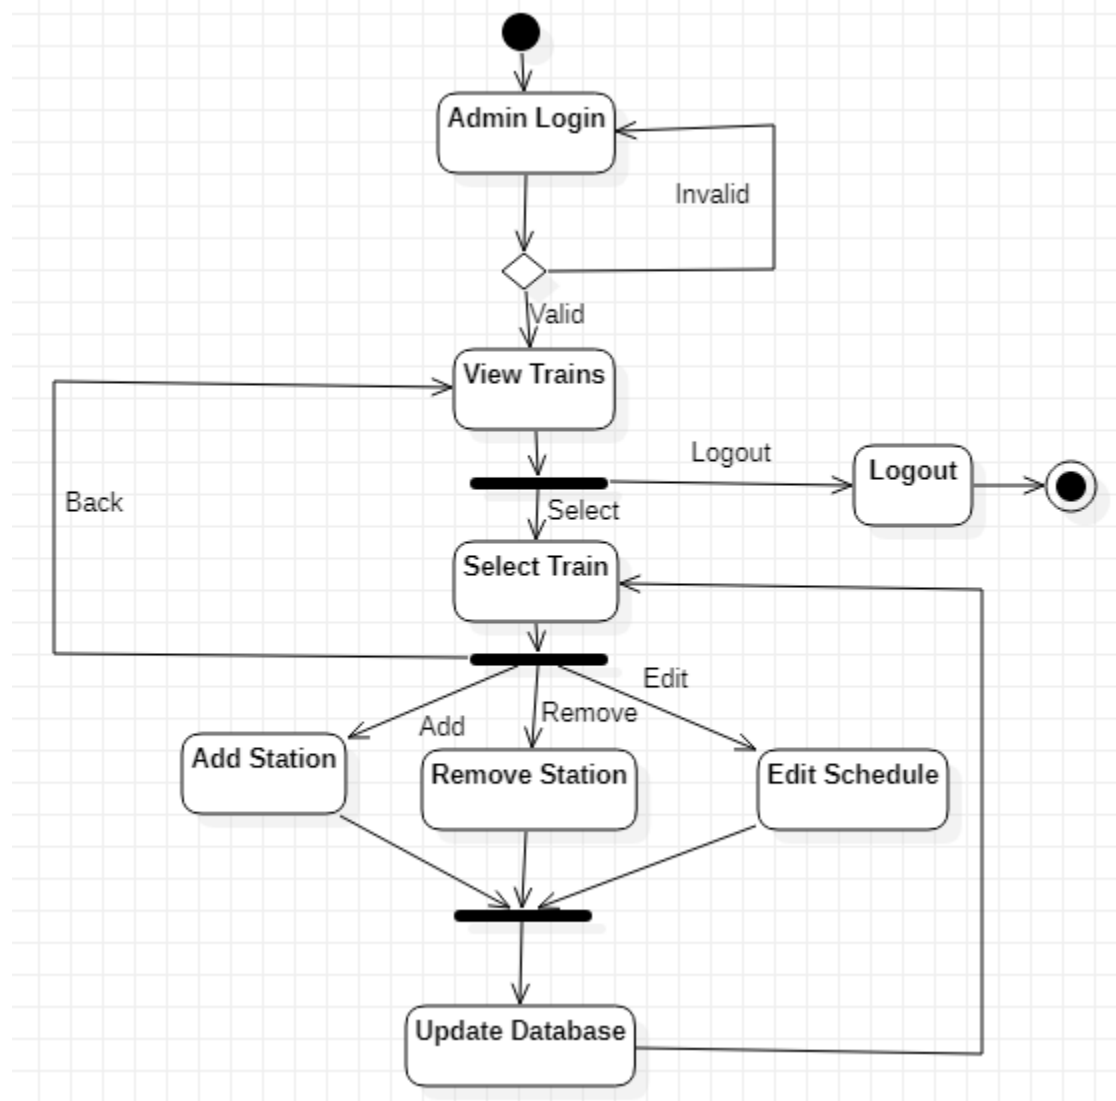 Admin Login
Invalid
Valid
View Trains
Logout
Logout
Back
Select
Select Train
Edit
Remove
Add
Add Station
Remove Station
Edit Schedule
Update Database